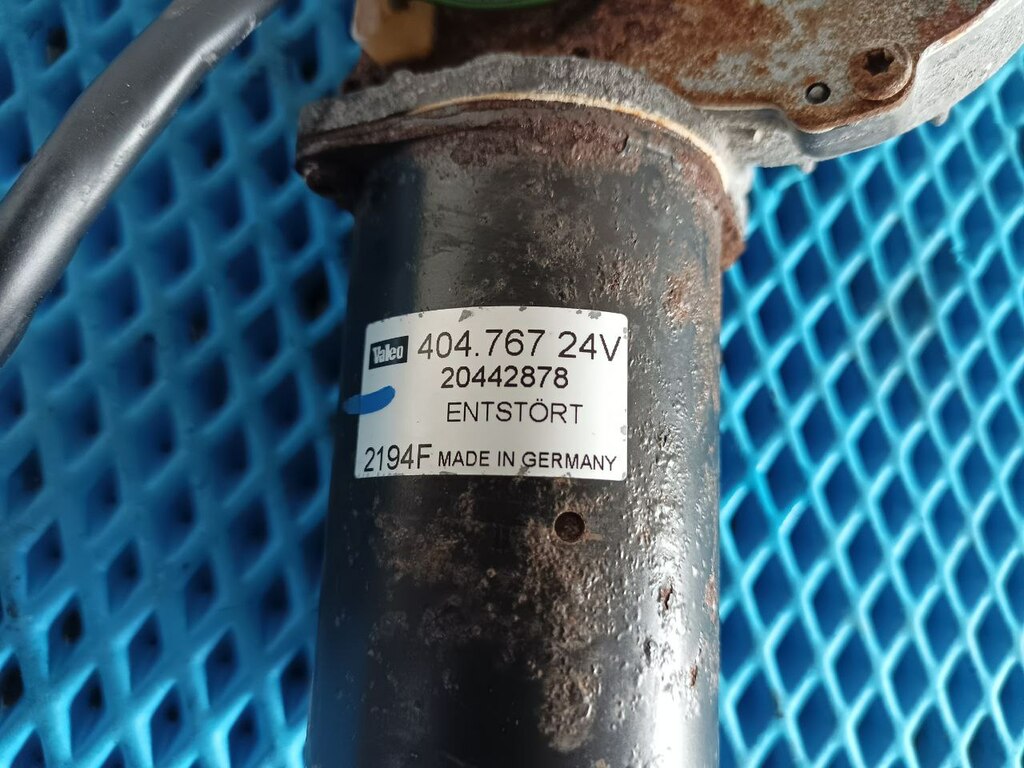 Valeo 404.767 24V
20442878
ENTSTÖRT
2194F MADE IN GERMANY